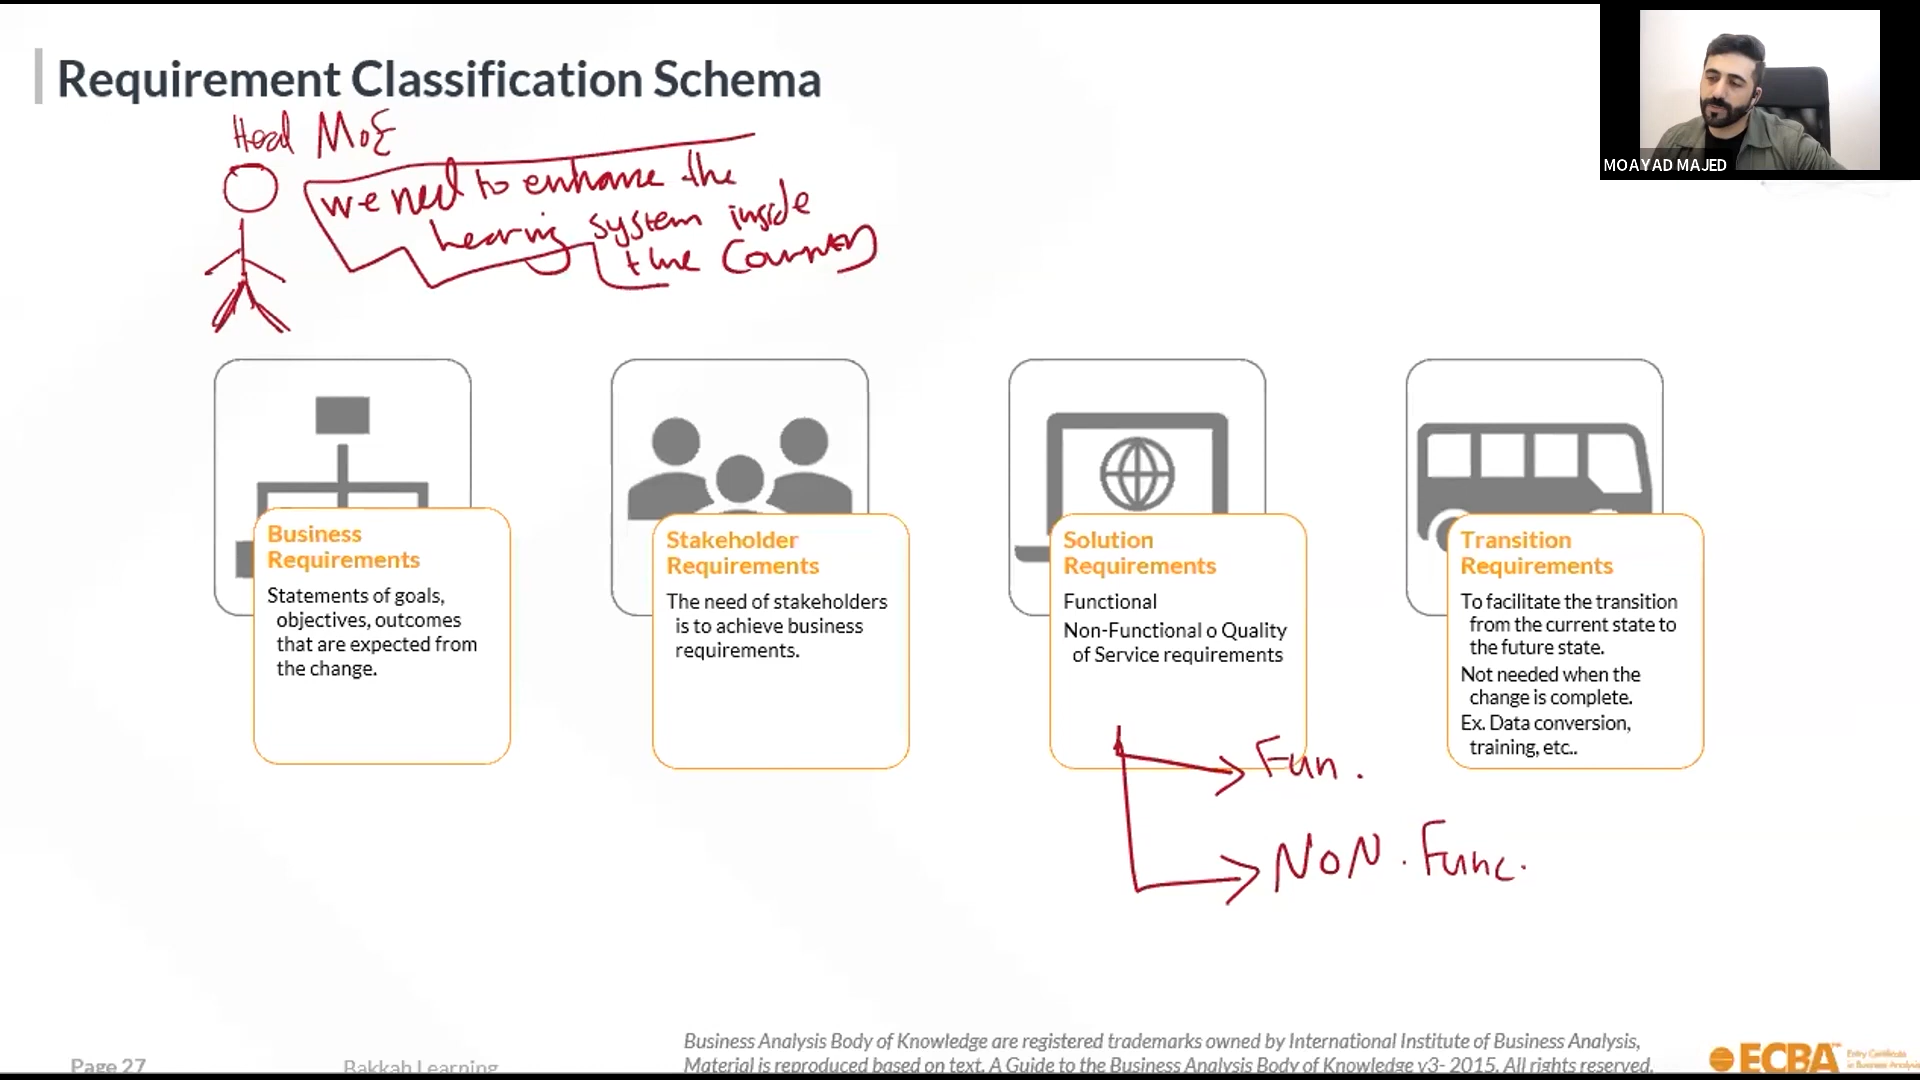 Requirement Classification Schema
MOAYAD MAJED
Head MoE
we need to enhance the
hearing system inside
the Country
Business
Requirements
Statements of goals,
objectives, outcomes
that are expected from
the change.
Stakeholder
Requirements
The need of stakeholders
is to achieve business
requirements.
Solution
Requirements
Functional
Non-Functional o Quality
of Service requirements
Transition
Requirements
To facilitate the transition
from the current state to
the future state.
Not needed when the
change is complete.
Ex. Data conversion,
training, etc..
Fun.
NON. Func.
Business Analysis Body of Knowledge are registered trademarks owned by International Institute of Business Analysis,
Material is reproduced based on text, A Guide to the Business Analysis Body of Knowledge v3- 2015. All rights reserved.
Page 27
Bakkah Learning
ECBA
Entry Certificate
in Business Analysis